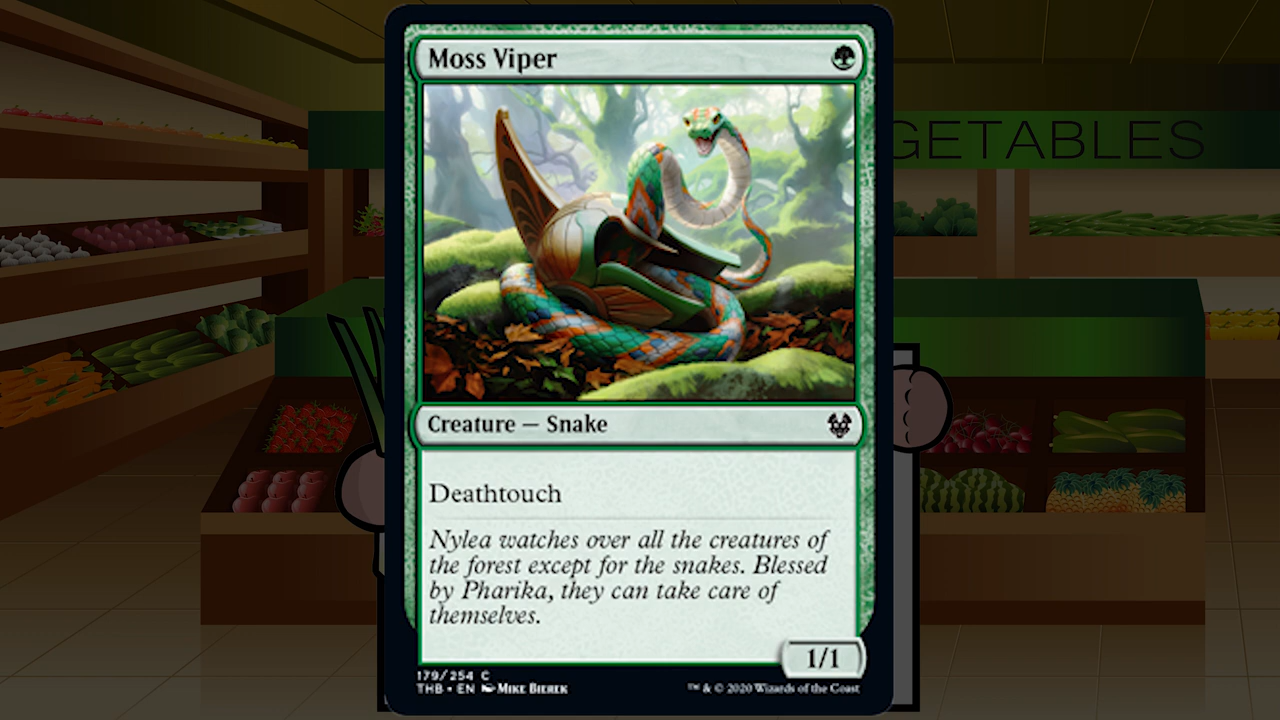 Moss Viper
GETABLES
Creature — Snake
Deathtouch
Nylea watches over all the creatures of
the forest except for the snakes. Blessed
by Pharika, they can take care of
themselves.
1/1
179/254 C
THB • EN MIKE BIEREK
™ & © 2020 Wizards of the Coast